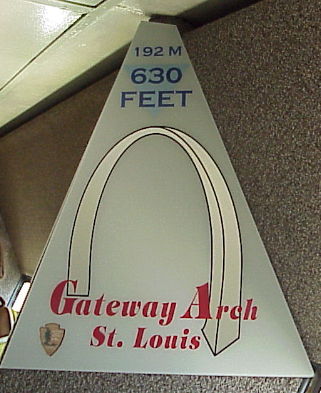 192 M
630
FEET
Gateway Arch
St. Louis